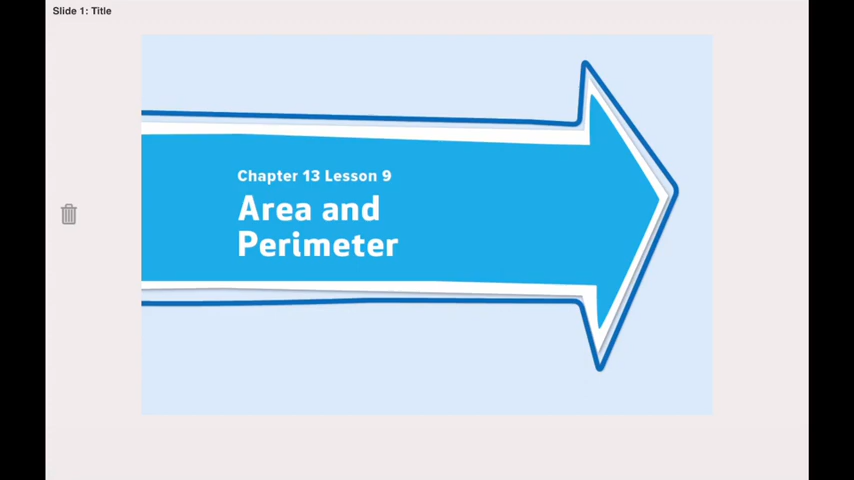 Slide 1: Title
Chapter 13 Lesson 9
Area and
Perimeter